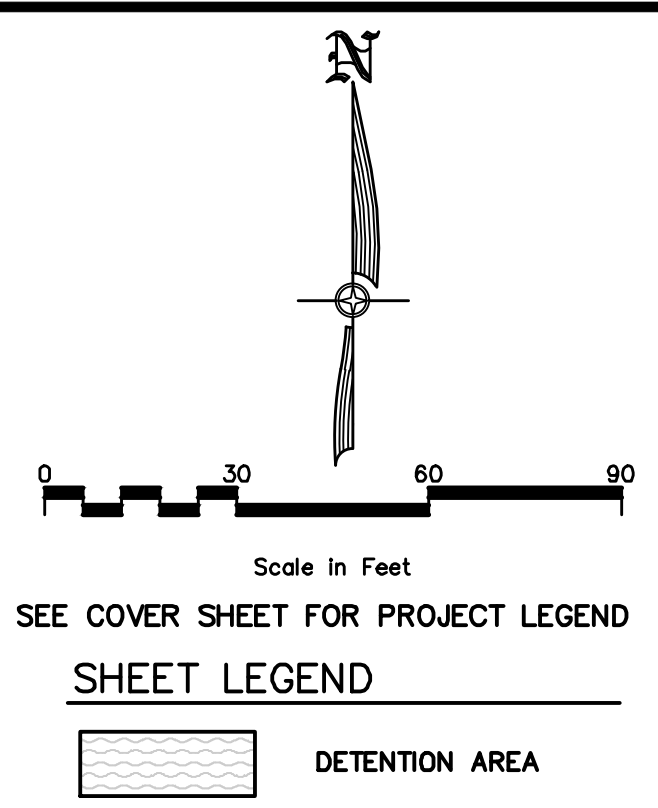 N
0 30 60 90
Scale in Feet
SEE COVER SHEET FOR PROJECT LEGEND
SHEET LEGEND
DETENTION AREA